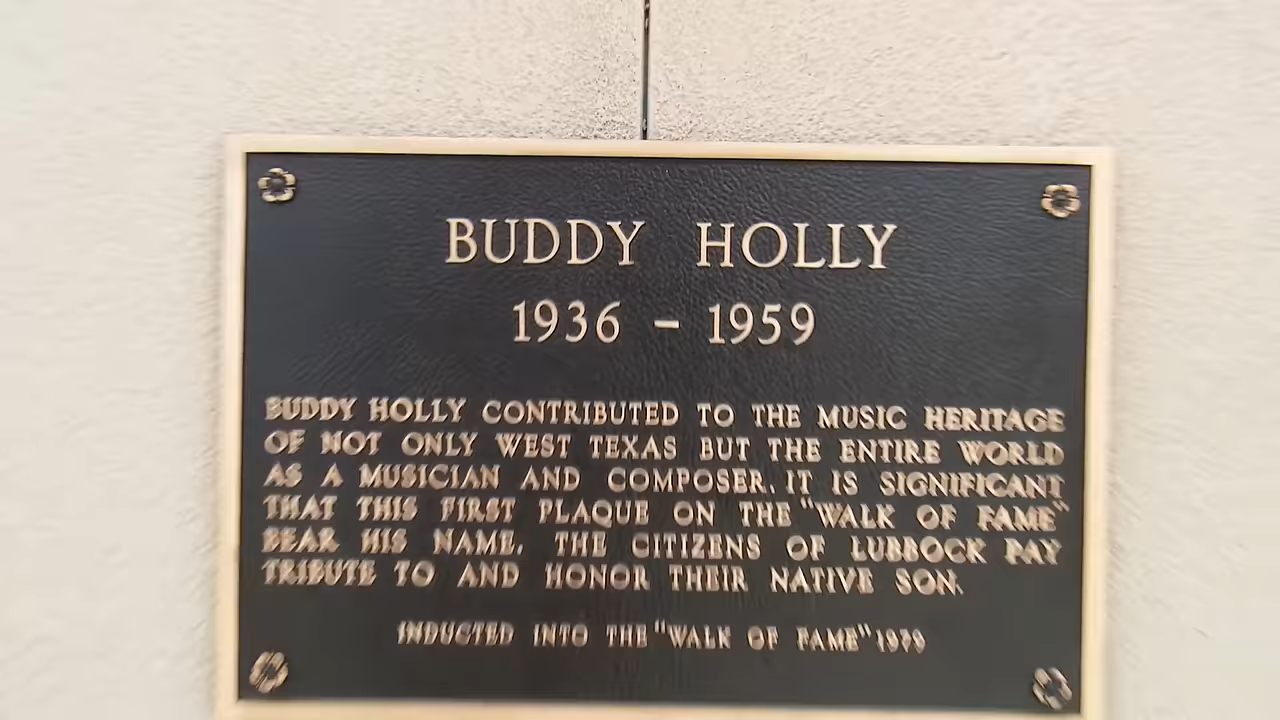 BUDDY HOLLY
1936 – 1959
BUDDY HOLLY CONTRIBUTED TO THE MUSIC HERITAGE
OF NOT ONLY WEST TEXAS BUT THE ENTIRE WORLD
AS A MUSICIAN AND COMPOSER. IT IS SIGNIFICANT
THAT THIS FIRST PLAQUE ON THE "WALK OF FAME"
BEAR HIS NAME. THE CITIZENS OF LUBBOCK PAY
TRIBUTE TO AND HONOR THEIR NATIVE SON.
INDUCTED INTO THE "WALK OF FAME" 1979